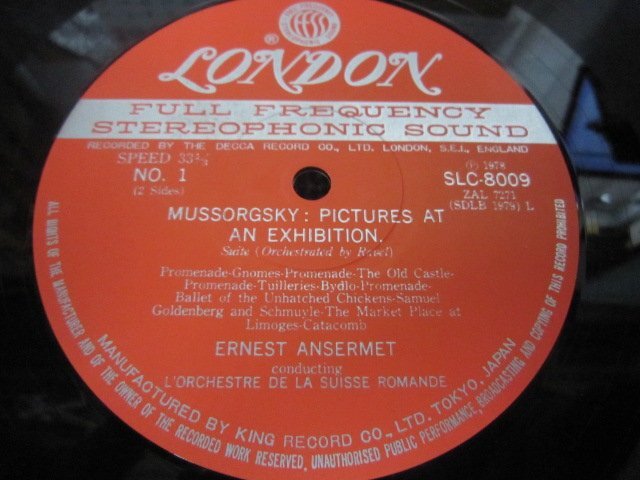 LONDON
FULL FREQUENCY
STEREOPHONIC SOUND
RECORDED BY THE DECCA RECORD CO., LTD. LONDON, S.E.I., ENGLAND
SPEED 33⅓
Ⓟ 1978
NO. 1
SLC-8009
(2 Sides)
ZAL 7271
(SDLB 1979) L
MUSSORGSKY: PICTURES AT
AN EXHIBITION.
Suite (Orchestrated by Ravel)
Promenade-Gnomes-Promenade-The Old Castle-
Promenade-Tuilleries-Bydlo-Promenade-
Ballet of the Unhatched Chickens-Samuel
Goldenberg and Schmuyle-The Market Place at
Limoges-Catacomb
ERNEST ANSERMET
conducting
L'ORCHESTRE DE LA SUISSE ROMANDE
MANUFACTURED BY KING RECORD CO., LTD. TOKYO, JAPAN
ALL RIGHTS OF THE MANUFACTURER AND OF THE OWNER OF THE RECORDED WORK RESERVED, UNAUTHORISED PUBLIC PERFORMANCE, BROADCASTING AND COPYING OF THIS RECORD PROHIBITED